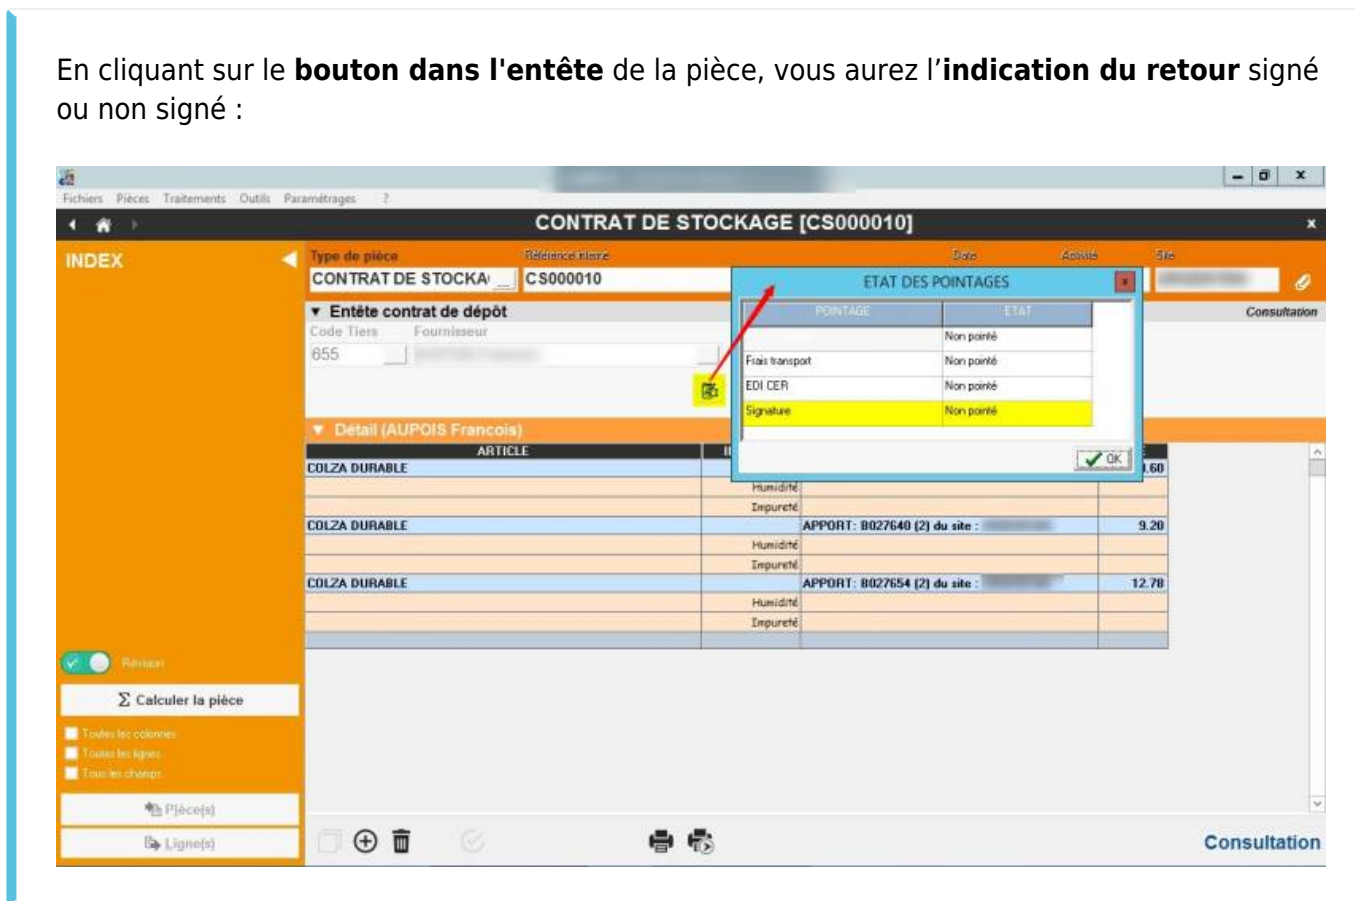 En cliquant sur le bouton dans l'entête de la pièce, vous aurez l’indication du retour signé
ou non signé :
Fichiers Pièces Traitements Outils Paramétrages ?
CONTRAT DE STOCKAGE [CS000010]
INDEX
Type de pièce Référence pièce Date Activité Site
CONTRAT DE STOCKA ... CS000010
ETAT DES POINTAGES
▼ Entête contrat de dépôt
Consultation
Code Tiers Fournisseur
655
POINTAGE ETAT
Non pointé
Frais transport Non pointé
EDI CER Non pointé
Signature Non pointé
OK
▼ Détail (AUPOIS Francois)
ARTICLE
COLZA DURABLE .60
Humidité
Impureté
COLZA DURABLE APPORT: B027640 (2) du site : 9.20
Humidité
Impureté
COLZA DURABLE APPORT: B027654 (2) du site : 12.78
Humidité
Impureté
Révision
Σ Calculer la pièce
Toutes les colonnes
Toutes les lignes
Tous les champs
Pièce(s)
Ligne(s)
Consultation